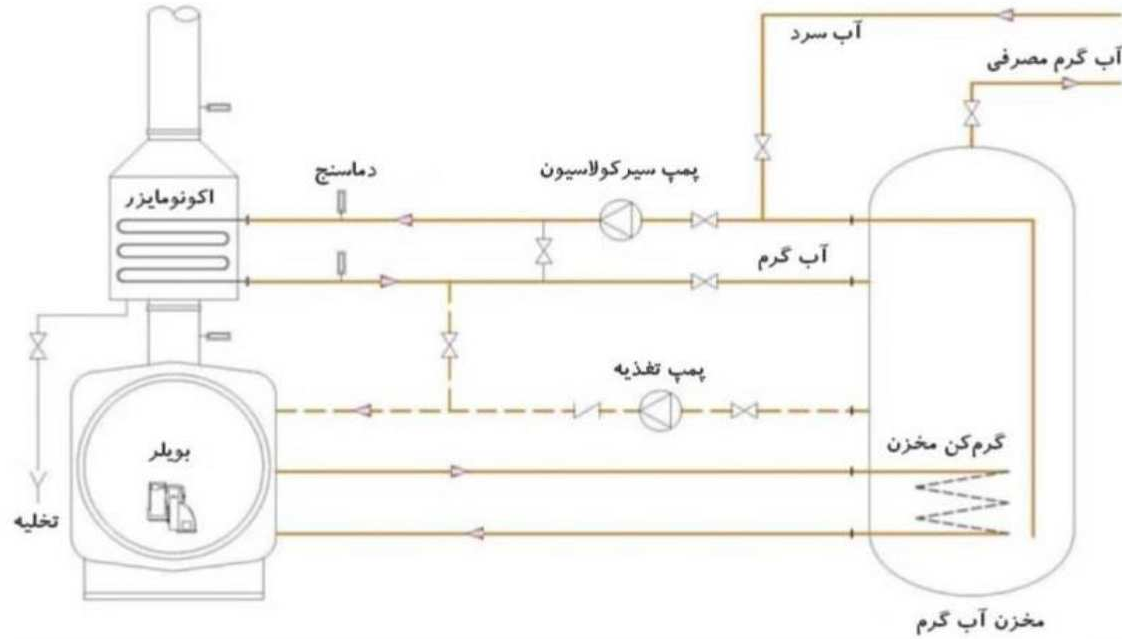 آب سرد
آب گرم مصرفی
دماسنج
پمپ سیرکولاسیون
اکونومایزر
آب گرم
پمپ تغذیه
گرم‌کن مخزن
بویلر
تخلیه
مخزن آب گرم